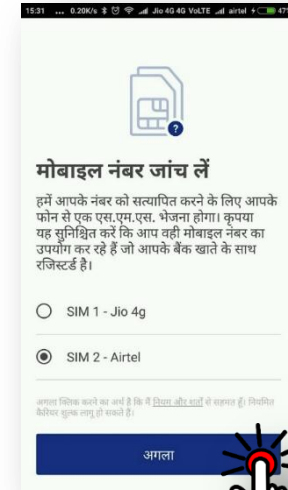 15:31 ... 0.20K/s Jio 4G 4G VoLTE airtel 47%
?
मोबाइल नंबर जांच लें
हमें आपके नंबर को सत्यापित करने के लिए आपके
फोन से एक एस.एम.एस. भेजना होगा। कृपया
यह सुनिश्चित करें कि आप वही मोबाइल नंबर का
उपयोग कर रहे हैं जो आपके बैंक खाते के साथ
रजिस्टर्ड है।
SIM 1 - Jio 4g
SIM 2 - Airtel
अगला क्लिक करने का अर्थ है कि मैं नियम और शर्तों से सहमत हूँ। नियमित
कैरियर शुल्क लागू हो सकते हैं।
अगला